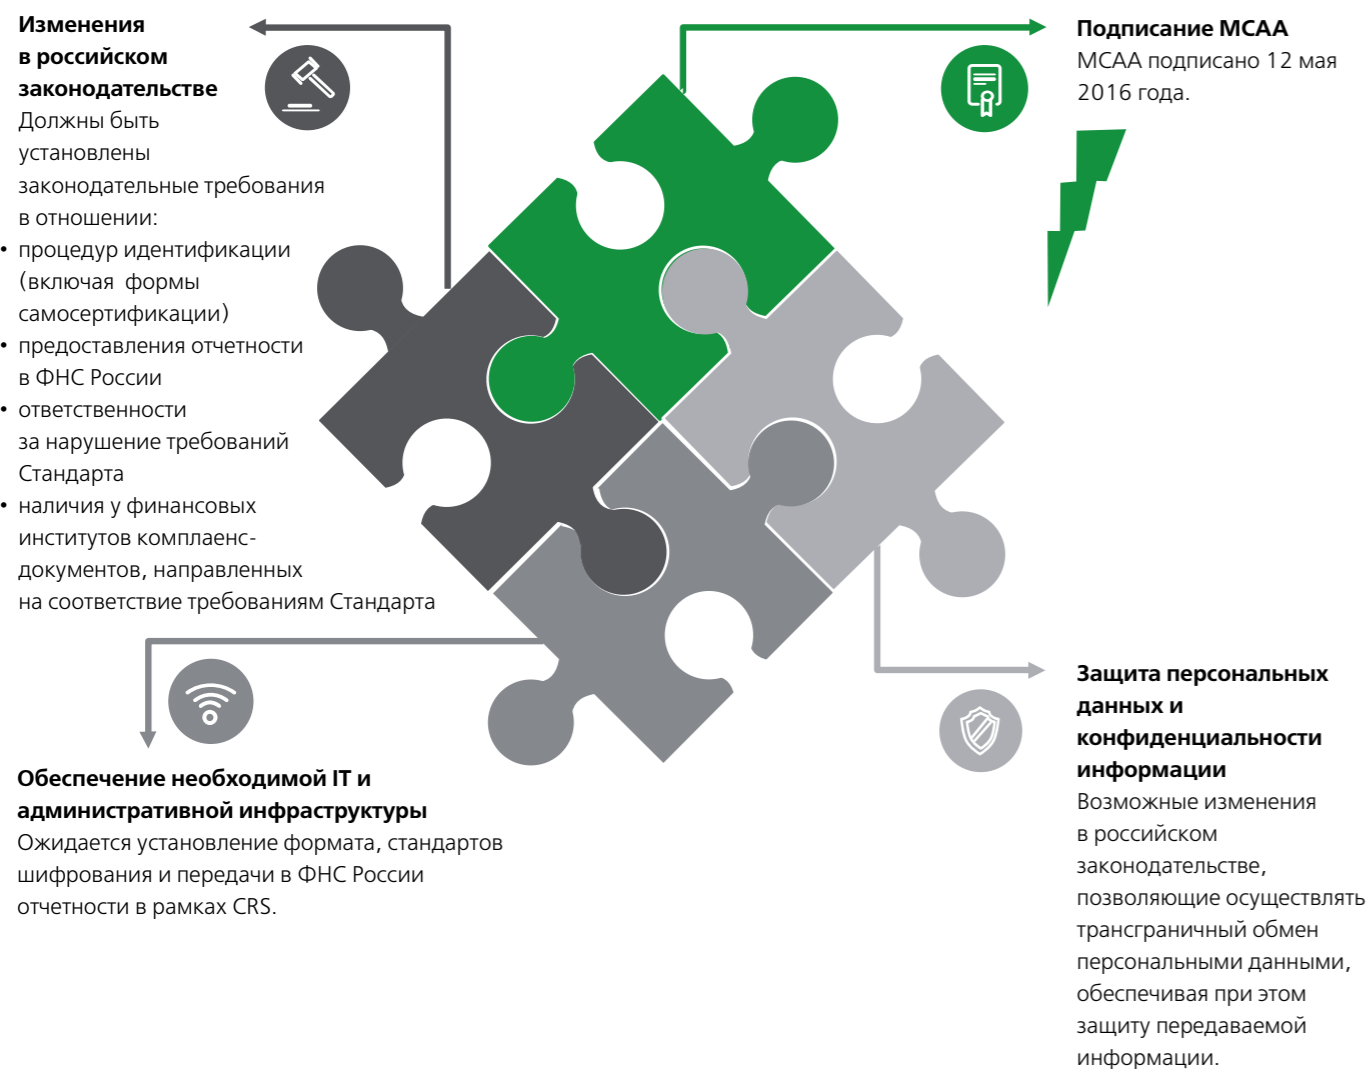 Изменения
в российском
законодательстве
Должны быть
установлены
законодательные требования
в отношении:
• процедур идентификации
(включая формы
самосертификации)
• предоставления отчетности
в ФНС России
• ответственности
за нарушение требований
Стандарта
• наличия у финансовых
институтов комплаенс-
документов, направленных
на соответствие требованиям Стандарта
Подписание MCAA
MCAA подписано 12 мая
2016 года.
Обеспечение необходимой IT и
административной инфраструктуры
Ожидается установление формата, стандартов
шифрования и передачи в ФНС России
отчетности в рамках CRS.
Защита персональных
данных и
конфиденциальности
информации
Возможные изменения
в российском
законодательстве,
позволяющие осуществлять
трансграничный обмен
персональными данными,
обеспечивая при этом
защиту передаваемой
информации.